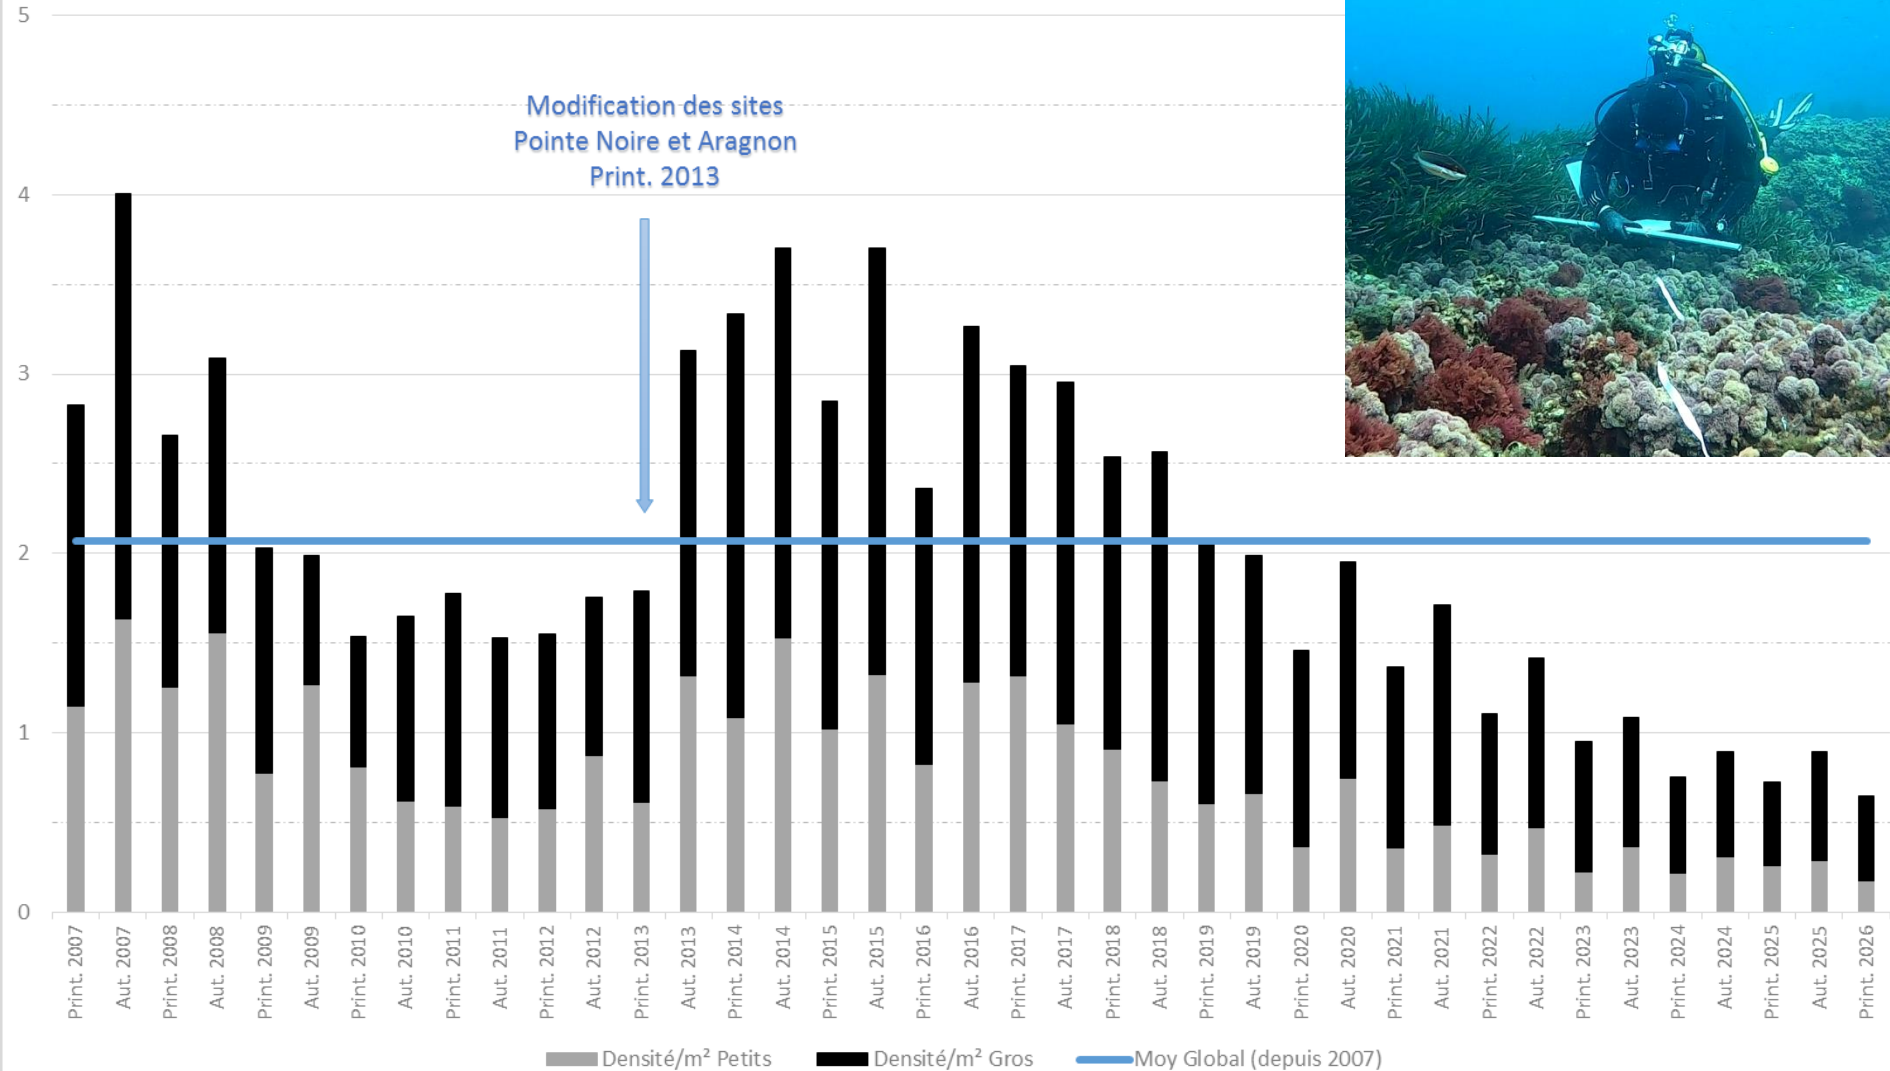 5
4
3
2
1
0
Modification des sites
Pointe Noire et Aragnon
Print. 2013
Print. 2007
Aut. 2007
Print. 2008
Aut. 2008
Print. 2009
Aut. 2009
Print. 2010
Aut. 2010
Print. 2011
Aut. 2011
Print. 2012
Aut. 2012
Print. 2013
Aut. 2013
Print. 2014
Aut. 2014
Print. 2015
Aut. 2015
Print. 2016
Aut. 2016
Print. 2017
Aut. 2017
Print. 2018
Aut. 2018
Print. 2019
Aut. 2019
Print. 2020
Aut. 2020
Print. 2021
Aut. 2021
Print. 2022
Aut. 2022
Print. 2023
Aut. 2023
Print. 2024
Aut. 2024
Print. 2025
Aut. 2025
Print. 2026
Densité/m² Petits
Densité/m² Gros
Moy Global (depuis 2007)